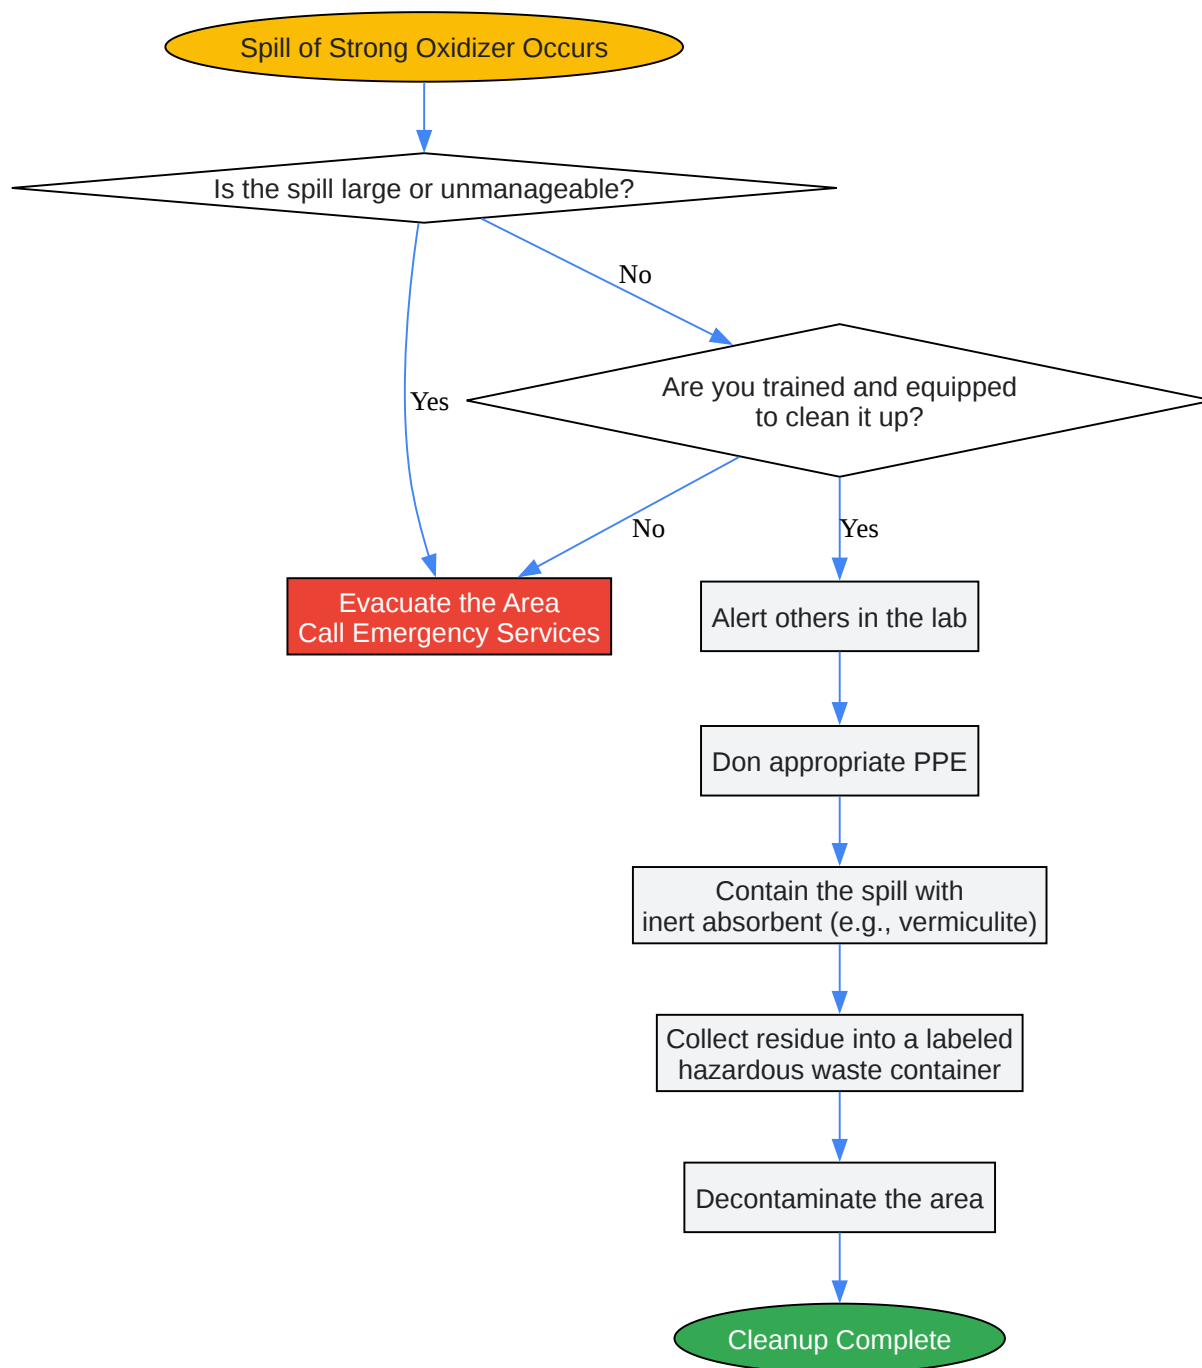 Spill of Strong Oxidizer Occurs
Is the spill large or unmanageable?
No
Are you trained and equipped
to clean it up?
Yes
No
Yes
Evacuate the Area
Call Emergency Services
Alert others in the lab
Don appropriate PPE
Contain the spill with
inert absorbent (e.g., vermiculite)
Collect residue into a labeled
hazardous waste container
Decontaminate the area
Cleanup Complete